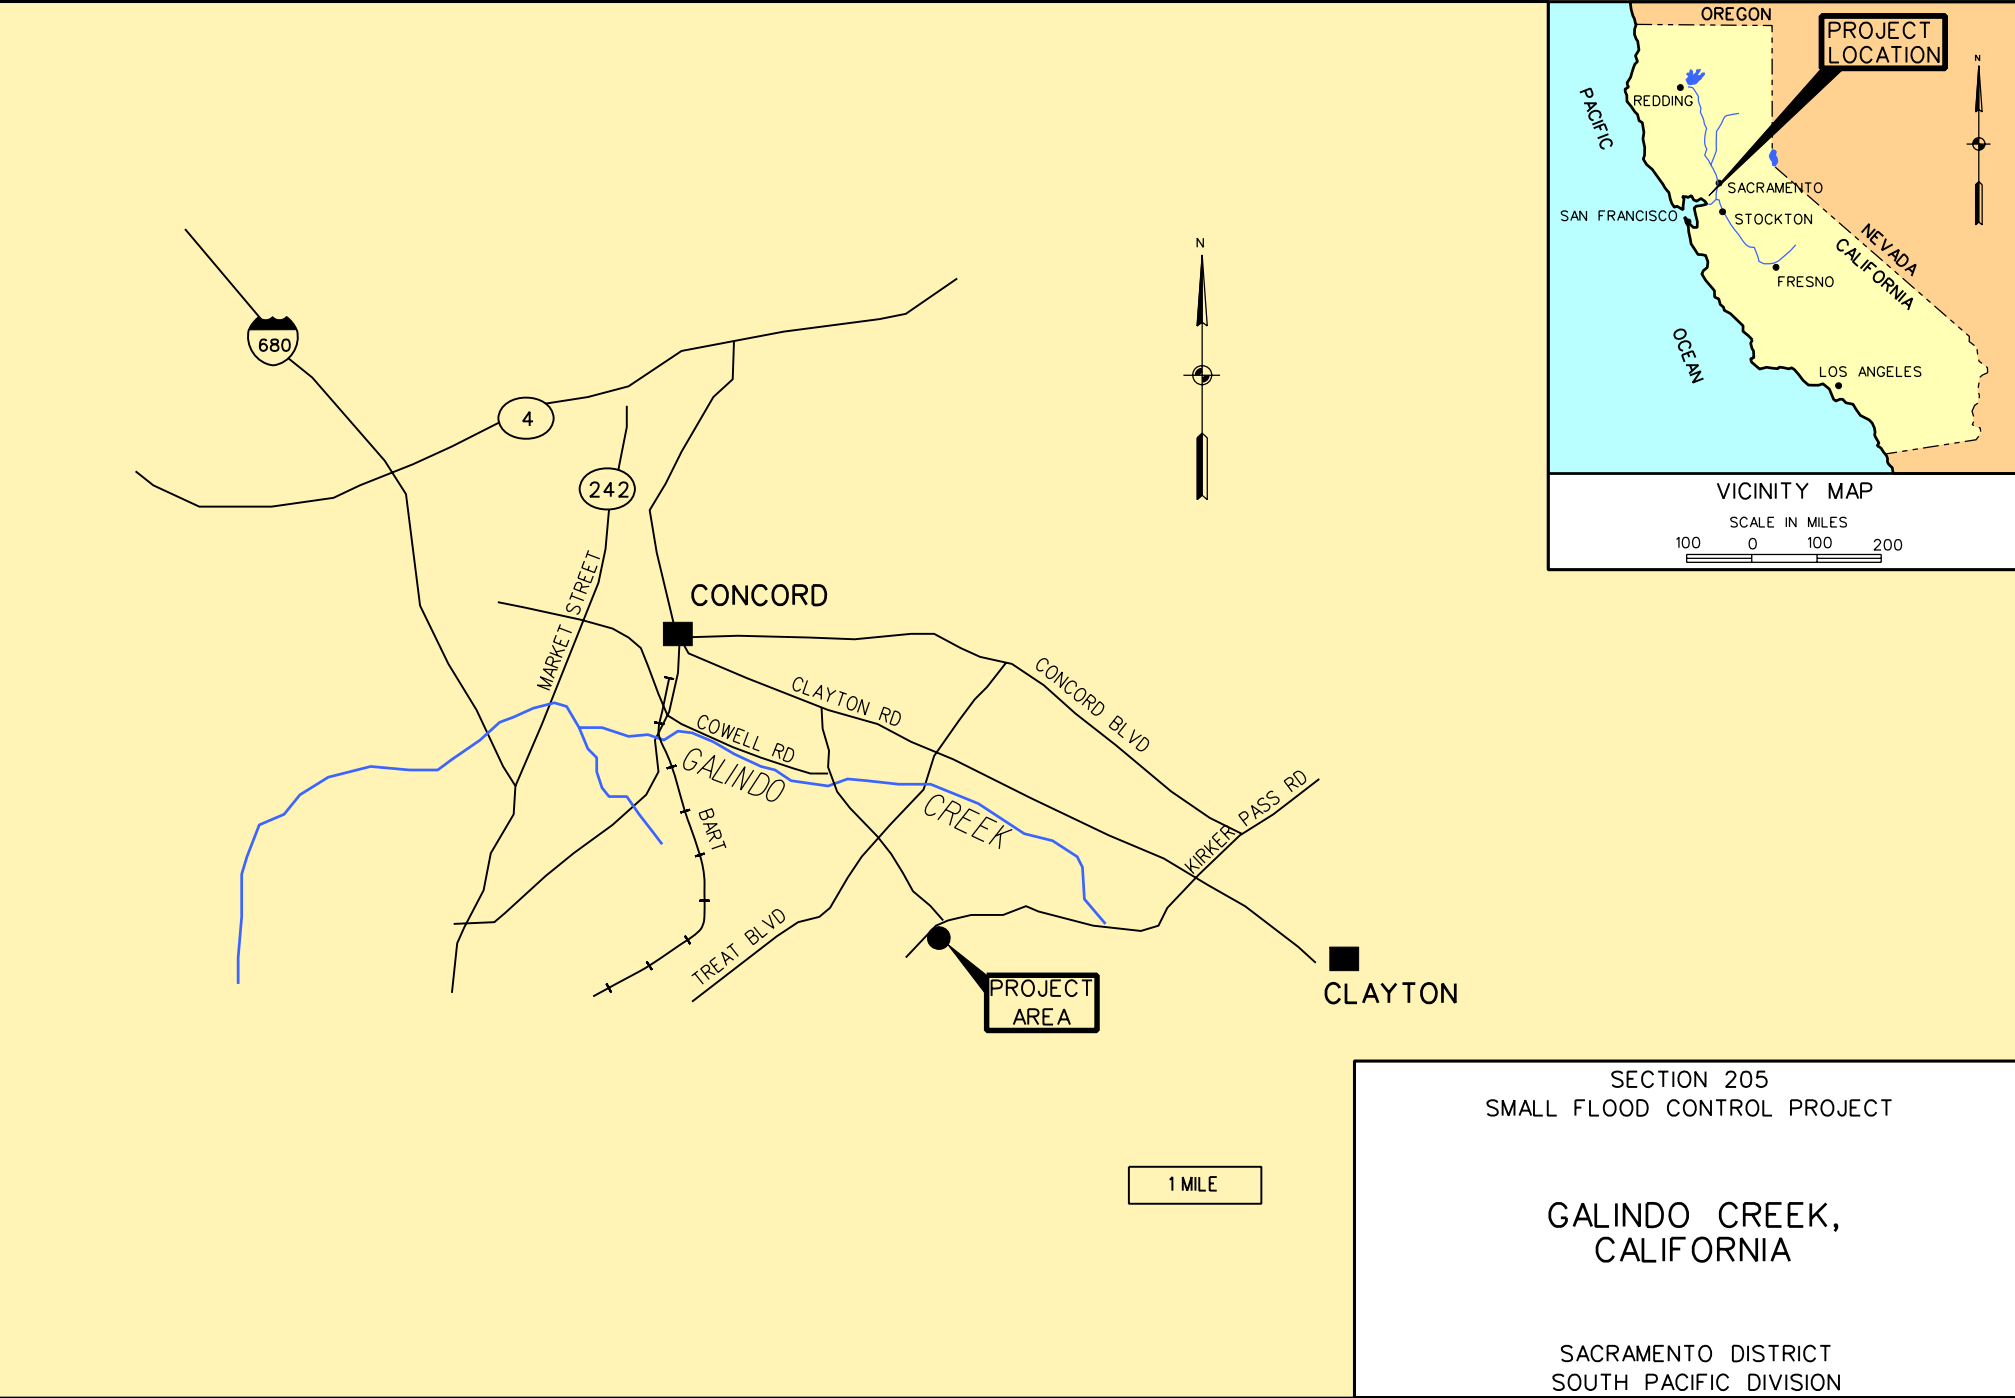 OREGON
PROJECT
LOCATION
N
REDDING
PACIFIC
SACRAMENTO
SAN FRANCISCO
STOCKTON
NEVADA
CALIFORNIA
FRESNO
OCEAN
LOS ANGELES
VICINITY MAP
SCALE IN MILES
100 0 100 200
N
680
4
242
MARKET STREET
CONCORD
CONCORD BLVD
CLAYTON RD
COWELL RD
GALINDO
CREEK
KIRKER PASS RD
BART
TREAT BLVD
PROJECT
AREA
CLAYTON
1 MILE
SECTION 205
SMALL FLOOD CONTROL PROJECT
GALINDO CREEK,
CALIFORNIA
SACRAMENTO DISTRICT
SOUTH PACIFIC DIVISION